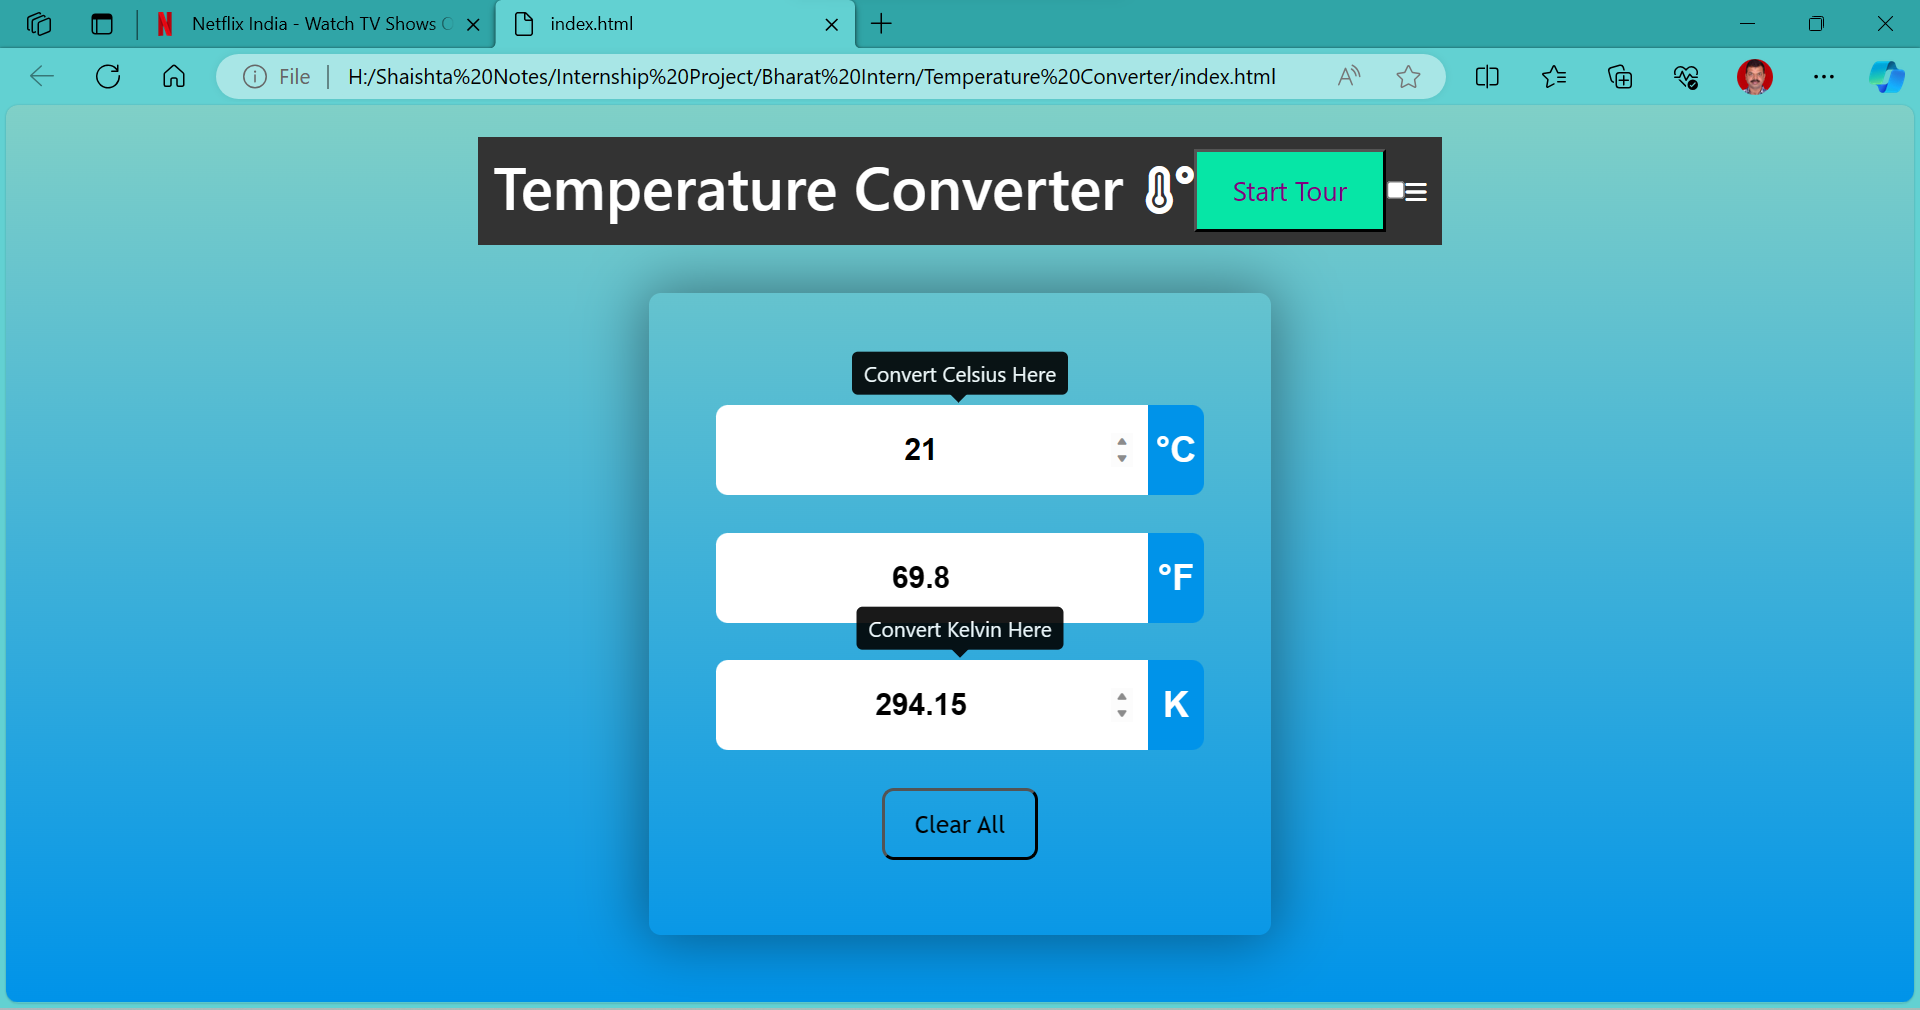 Netflix India - Watch TV Shows
index.html
File
H:/Shaishta%20Notes/Internship%20Project/Bharat%20Intern/Temperature%20Converter/index.html
Temperature Converter
Start Tour
Convert Celsius Here
21
°C
69.8
°F
Convert Kelvin Here
294.15
K
Clear All